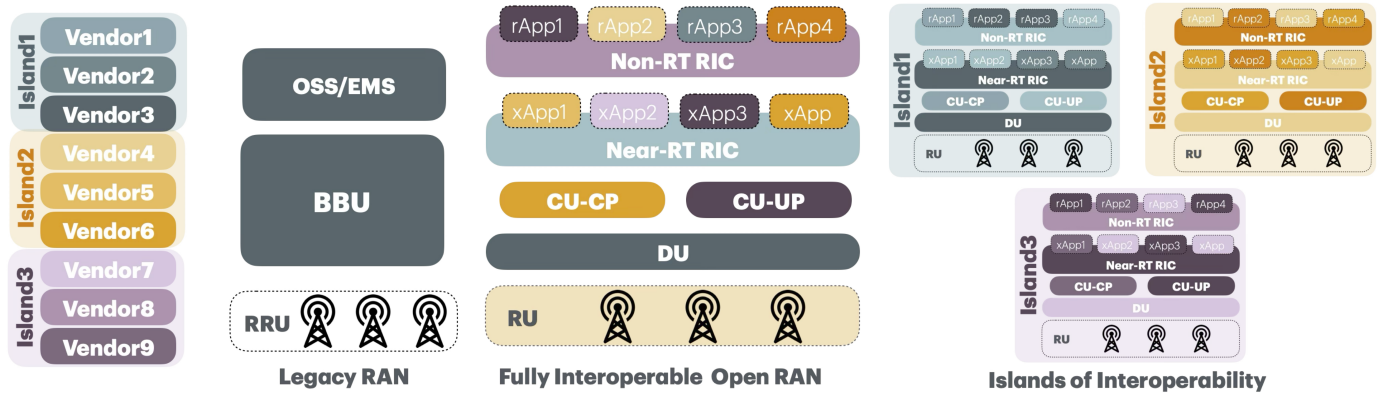 Island1
Vendor1
Vendor2
Vendor3
Island2
Vendor4
Vendor5
Vendor6
Island3
Vendor7
Vendor8
Vendor9
OSS/EMS
BBU
RRU
Legacy RAN
rApp1 rApp2 rApp3 rApp4
Non-RT RIC
xApp1 xApp2 xApp3 xApp
Near-RT RIC
CU-CP CU-UP
DU
RU
Fully Interoperable Open RAN
Island1
rApp1 rApp2 rApp3 rApp4
Non-RT RIC
xApp1 xApp2 xApp3 xApp
Near-RT RIC
CU-CP CU-UP
DU
RU
Island2
rApp1 rApp2 rApp3 rApp4
Non-RT RIC
xApp1 xApp2 xApp3 xApp
Near-RT RIC
CU-CP CU-UP
DU
RU
Island3
rApp1 rApp2 rApp3 rApp4
Non-RT RIC
xApp1 xApp2 xApp3 xApp
Near-RT RIC
CU-CP CU-UP
DU
RU
Islands of Interoperability